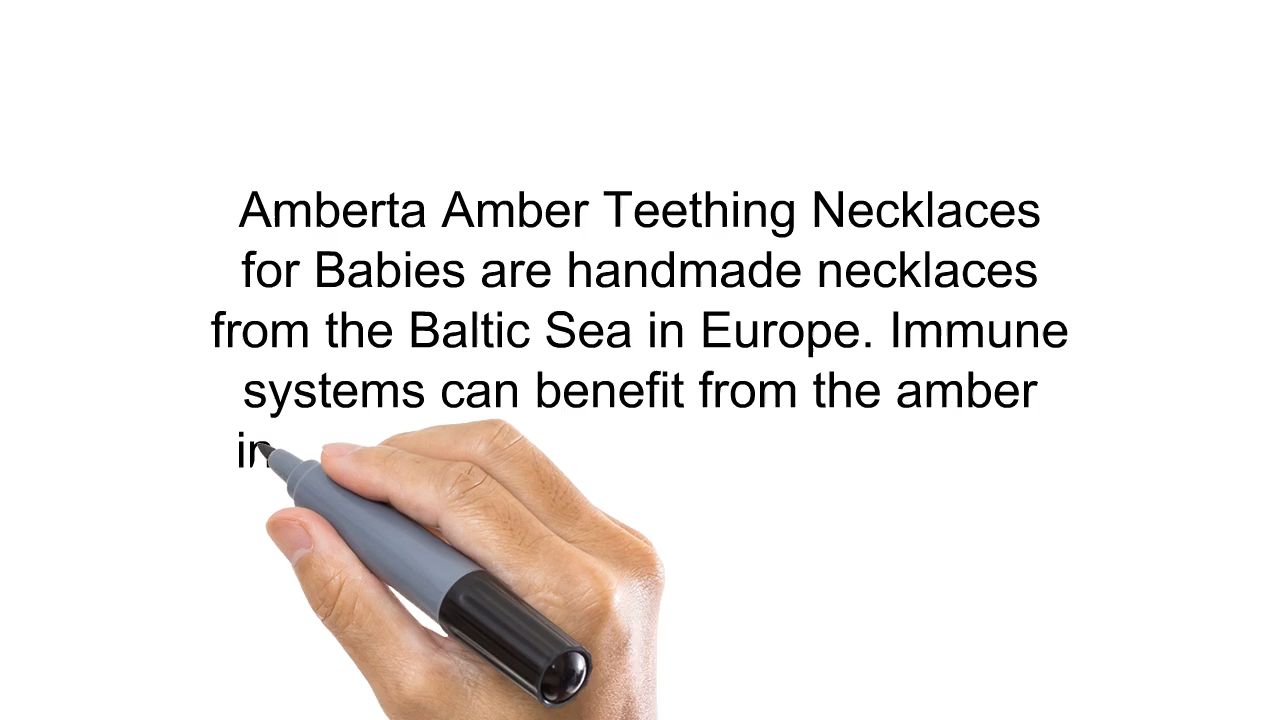 Amberta Amber Teething Necklaces
for Babies are handmade necklaces
from the Baltic Sea in Europe. Immune
systems can benefit from the amber
in